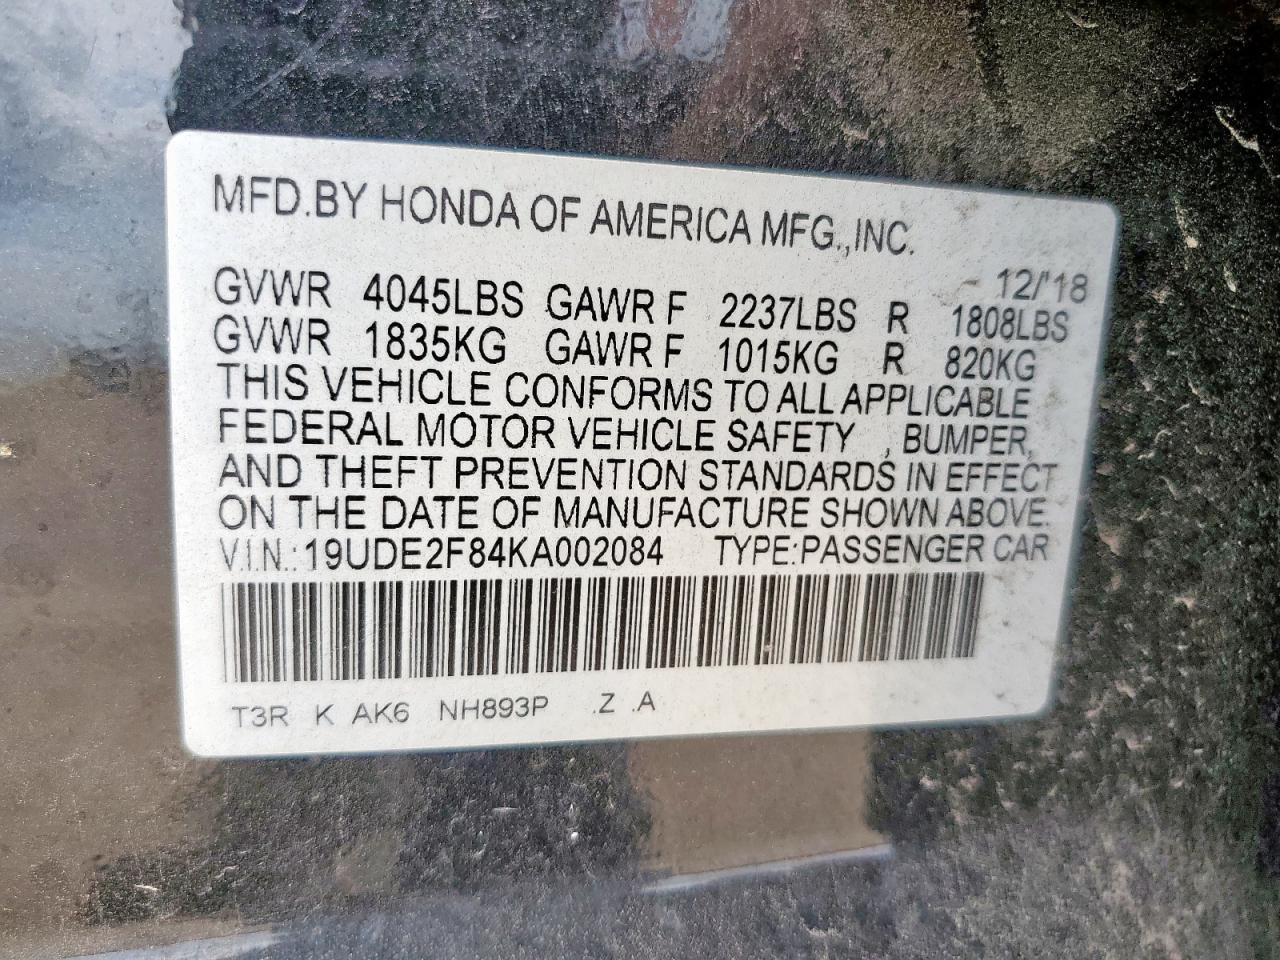 MFD.BY HONDA OF AMERICA MFG.,INC.
12/'18
GVWR 4045LBS GAWR F 2237LBS R 1808LBS
GVWR 1835KG GAWR F 1015KG R 820KG
THIS VEHICLE CONFORMS TO ALL APPLICABLE
FEDERAL MOTOR VEHICLE SAFETY , BUMPER,
AND THEFT PREVENTION STANDARDS IN EFFECT
ON THE DATE OF MANUFACTURE SHOWN ABOVE.
V.I.N.:19UDE2F84KA002084 TYPE:PASSENGER CAR
T3R K AK6 NH893P .Z .A